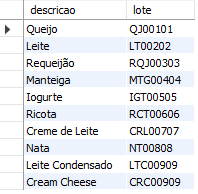 descricao lote
Queijo QJ00101
Leite LT00202
Requeijão RQJ00303
Manteiga MTG00404
Iogurte IGT00505
Ricota RCT00606
Creme de Leite CRL00707
Nata NT00808
Leite Condensado LTC00909
Cream Cheese CRC00909